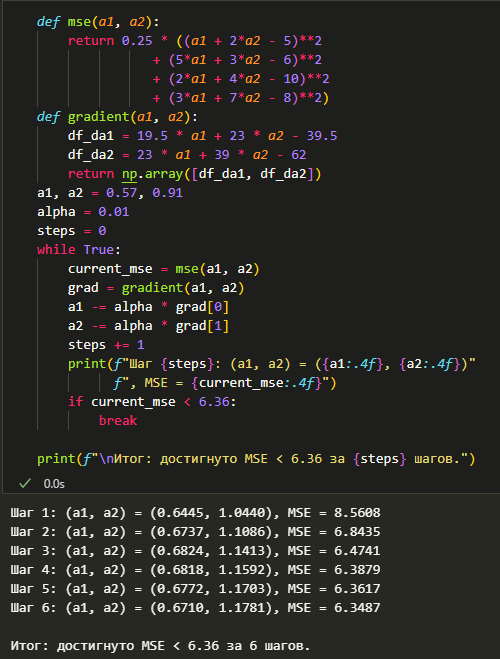 def mse(a1, a2):
    return 0.25 * ((a1 + 2*a2 - 5)**2
                + (5*a1 + 3*a2 - 6)**2
                + (2*a1 + 4*a2 - 10)**2
                + (3*a1 + 7*a2 - 8)**2)
def gradient(a1, a2):
    df_da1 = 19.5 * a1 + 23 * a2 - 39.5
    df_da2 = 23 * a1 + 39 * a2 - 62
    return np.array([df_da1, df_da2])
a1, a2 = 0.57, 0.91
alpha = 0.01
steps = 0
while True:
    current_mse = mse(a1, a2)
    grad = gradient(a1, a2)
    a1 -= alpha * grad[0]
    a2 -= alpha * grad[1]
    steps += 1
    print(f"Шаг {steps}: (a1, a2) = ({a1:.4f}, {a2:.4f})"
          f", MSE = {current_mse:.4f}")
    if current_mse < 6.36:
        break
print(f"\nИтог: достигнуто MSE < 6.36 за {steps} шагов.")
0.0s
Шаг 1: (a1, a2) = (0.6445, 1.0440), MSE = 8.5608
Шаг 2: (a1, a2) = (0.6737, 1.1086), MSE = 6.8435
Шаг 3: (a1, a2) = (0.6824, 1.1413), MSE = 6.4741
Шаг 4: (a1, a2) = (0.6818, 1.1592), MSE = 6.3879
Шаг 5: (a1, a2) = (0.6772, 1.1703), MSE = 6.3617
Шаг 6: (a1, a2) = (0.6710, 1.1781), MSE = 6.3487
Итог: достигнуто MSE < 6.36 за 6 шагов.